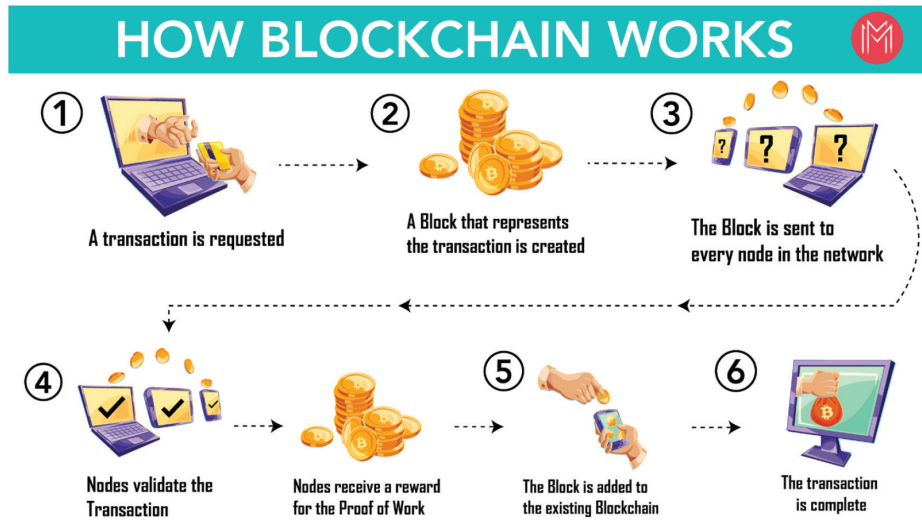 HOW BLOCKCHAIN WORKS
M
1
A transaction is requested
2
A Block that represents
the transaction is created
3
? ? ?
The Block is sent to
every node in the network
4
Nodes validate the
Transaction
Nodes receive a reward
for the Proof of Work
5
The Block is added to
the existing Blockchain
6
The transaction
is complete